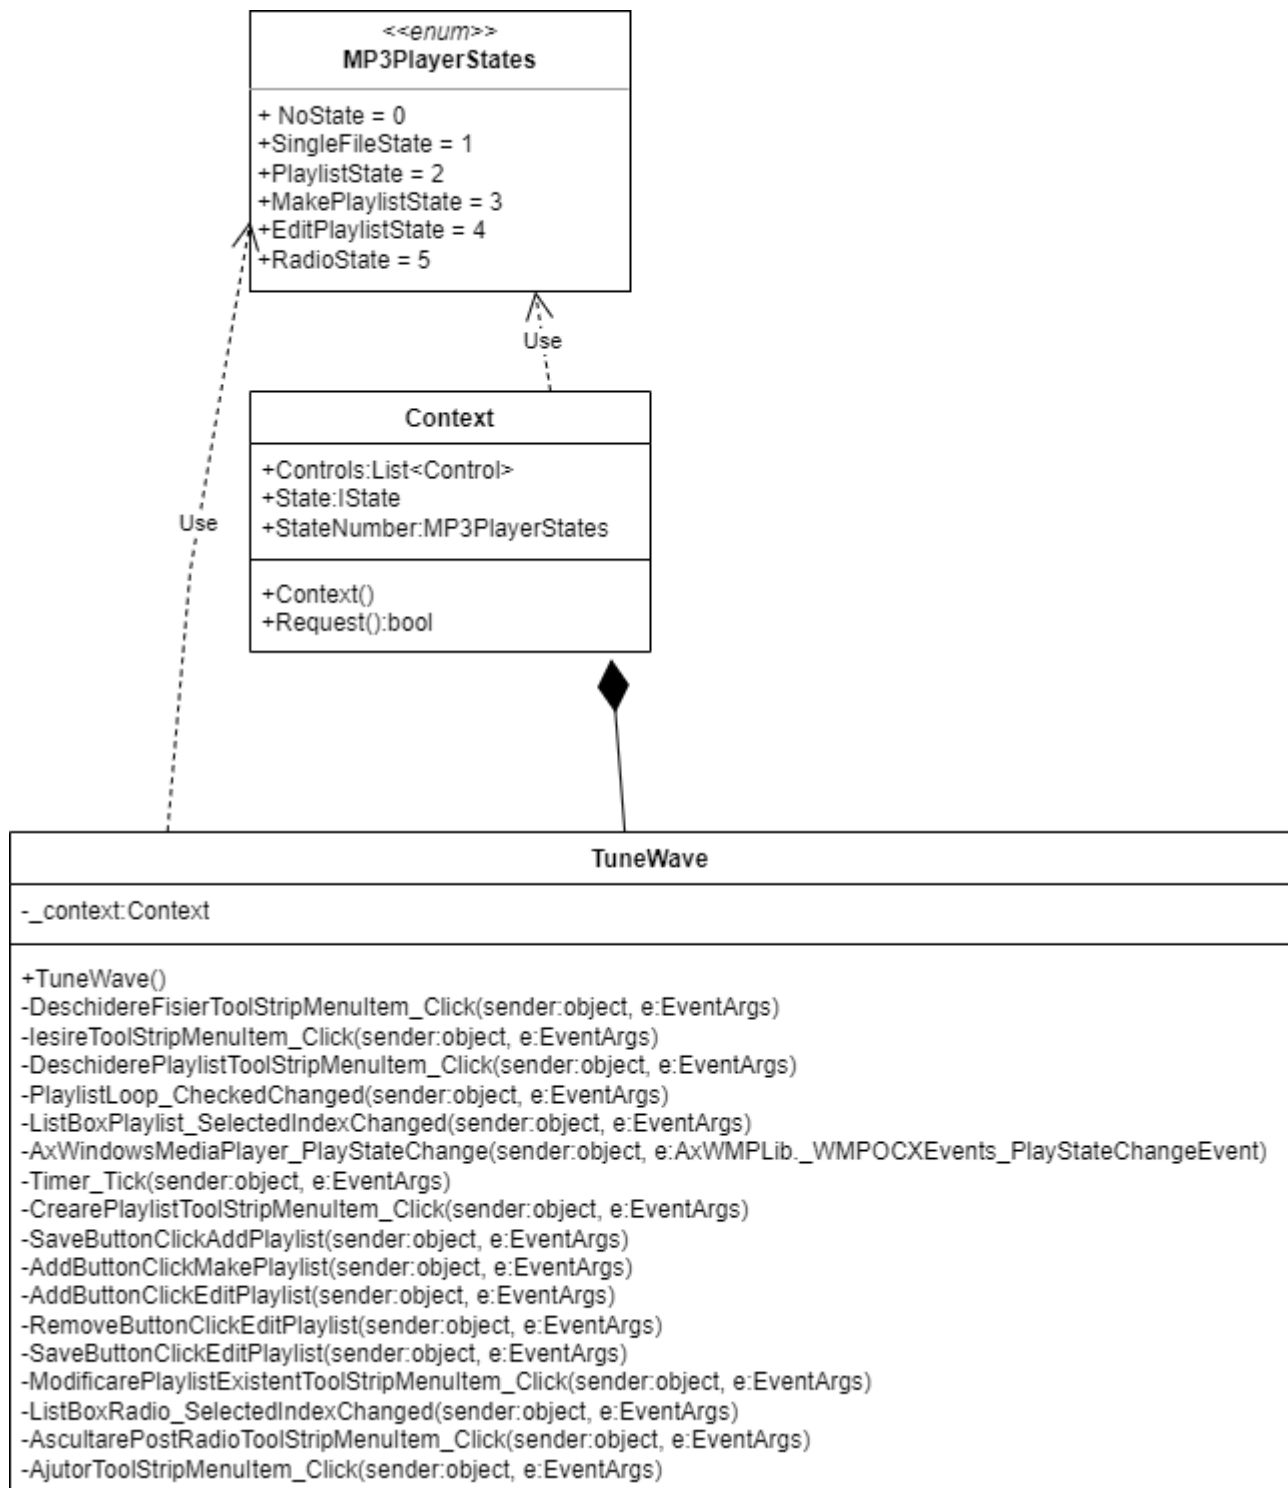 <<enum>>
MP3PlayerStates
+ NoState = 0
+SingleFileState = 1
+PlaylistState = 2
+MakePlaylistState = 3
+EditPlaylistState = 4
+RadioState = 5
Use
Context
+Controls:List<Control>
+State:IState
+StateNumber:MP3PlayerStates
Use
+Context()
+Request():bool
TuneWave
-_context:Context
+TuneWave()
-DeschidereFisierToolStripMenuItem_Click(sender:object, e:EventArgs)
-IesireToolStripMenuItem_Click(sender:object, e:EventArgs)
-DeschiderePlaylistToolStripMenuItem_Click(sender:object, e:EventArgs)
-PlaylistLoop_CheckedChanged(sender:object, e:EventArgs)
-ListBoxPlaylist_SelectedIndexChanged(sender:object, e:EventArgs)
-AxWindowsMediaPlayer_PlayStateChange(sender:object, e:AxWMPLib._WMPOCXEvents_PlayStateChangeEvent)
-Timer_Tick(sender:object, e:EventArgs)
-CrearePlaylistToolStripMenuItem_Click(sender:object, e:EventArgs)
-SaveButtonClickAddPlaylist(sender:object, e:EventArgs)
-AddButtonClickMakePlaylist(sender:object, e:EventArgs)
-AddButtonClickEditPlaylist(sender:object, e:EventArgs)
-RemoveButtonClickEditPlaylist(sender:object, e:EventArgs)
-SaveButtonClickEditPlaylist(sender:object, e:EventArgs)
-ModificarePlaylistExistentToolStripMenuItem_Click(sender:object, e:EventArgs)
-ListBoxRadio_SelectedIndexChanged(sender:object, e:EventArgs)
-AscultarePostRadioToolStripMenuItem_Click(sender:object, e:EventArgs)
-AjutorToolStripMenuItem_Click(sender:object, e:EventArgs)